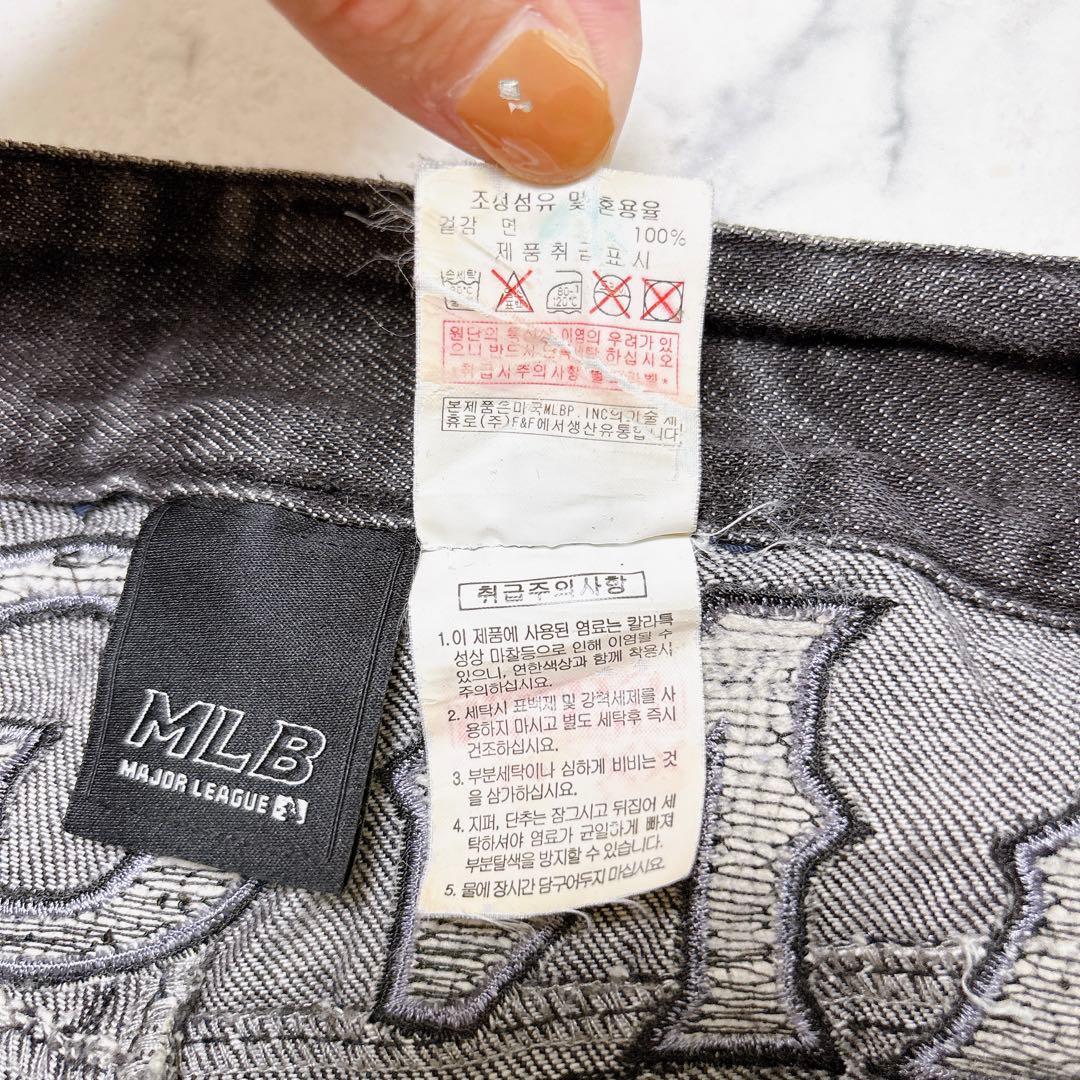 조성섬유 및 혼용율
겉감 면 100%
제품취급표시
손세탁
30℃
표백
80-120℃
원단의 특성상 이염의 우려가 있
으니 반드시 단독세탁 하십시오
*취급시주의사항 별도라벨*
본제품은미국MLBP.INC의기술제
휴로(주)F&F에서생산유통합니다
취급주의사항
1.이 제품에 사용된 염료는 칼라특
성상 마찰등으로 인해 이염될 수
있으니, 연한색상과 함께 착용시
주의하십시요.
2. 세탁시 표백제 및 강력세제를 사
용하지 마시고 별도 세탁후 즉시
건조하십시요.
3. 부분세탁이나 심하게 비비는 것
을 삼가하십시요.
4. 지퍼, 단추는 잠그시고 뒤집어 세
탁하셔야 염료가 균일하게 빠져
부분탈색을 방지할 수 있습니다.
5. 물에 장시간 담구어두지 마십시요.
MLB
MAJOR LEAGUE